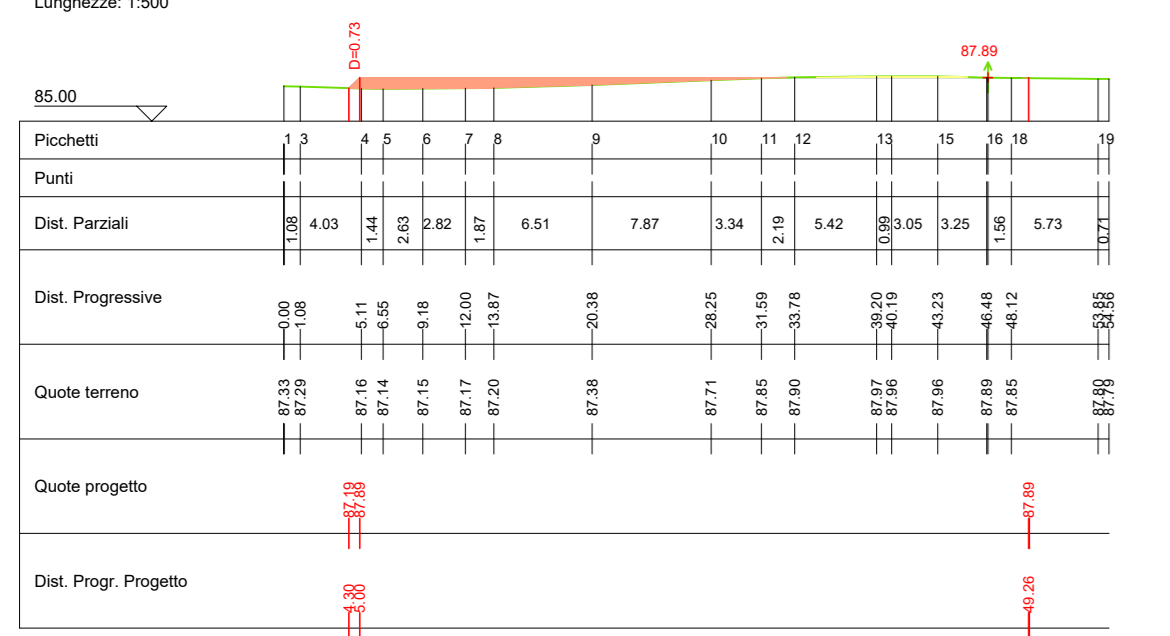 Lunghezze: 1:500
D=0.73
87.89
85.00
Picchetti 1 3 4 5 6 7 8 9 10 11 12 13 15 16 18 19
Punti
Dist. Parziali 1.08 4.03 1.44 2.63 2.82 1.87 6.51 7.87 3.34 2.19 5.42 0.99 3.05 3.25 1.56 5.73 0.71
Dist. Progressive 0.00 1.08 5.11 6.55 9.18 12.00 13.87 20.38 28.25 31.59 33.78 39.20 40.19 43.23 46.48 48.12 53.85 54.56
Quote terreno 87.33 87.29 87.16 87.14 87.15 87.17 87.20 87.38 87.71 87.85 87.90 87.97 87.96 87.96 87.89 87.85 87.80 87.79
Quote progetto 87.19 87.89 87.89
Dist. Progr. Progetto 4.30 5.00 49.26